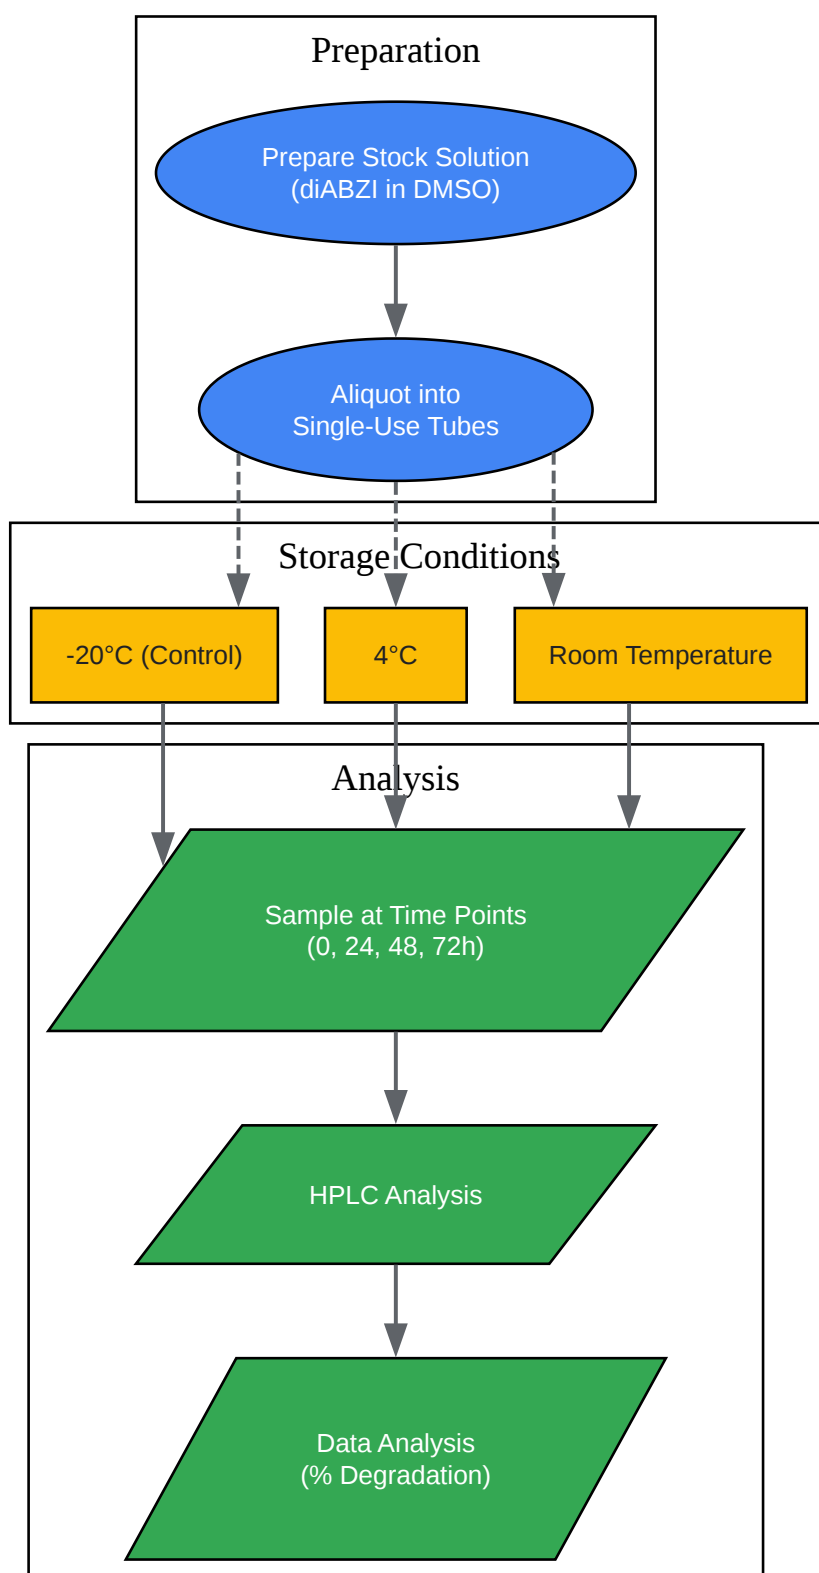 Preparation
Prepare Stock Solution
(diABZI in DMSO)
Aliquot into
Single-Use Tubes
Storage Conditions
-20°C (Control)
4°C
Room Temperature
Analysis
Sample at Time Points
(0, 24, 48, 72h)
HPLC Analysis
Data Analysis
(% Degradation)